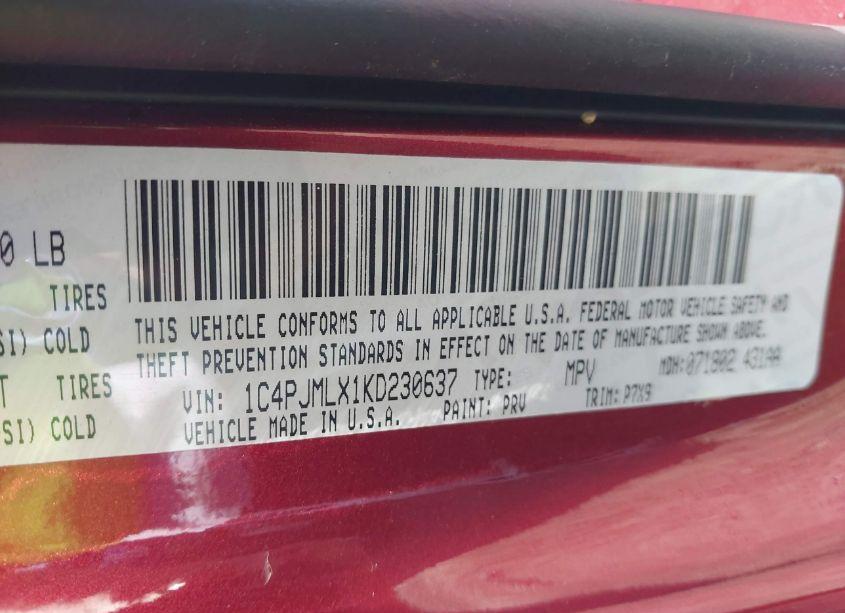 0 LB
TIRES
SI) COLD
T TIRES
SI) COLD
THIS VEHICLE CONFORMS TO ALL APPLICABLE U.S.A. FEDERAL MOTOR VEHICLE SAFETY AND
THEFT PREVENTION STANDARDS IN EFFECT ON THE DATE OF MANUFACTURE SHOWN ABOVE.
VIN: 1C4PJMLX1KD230637 TYPE: MPV MDH: 071802 431AA
VEHICLE MADE IN U.S.A. PAINT: PRV TRIM: P7X9